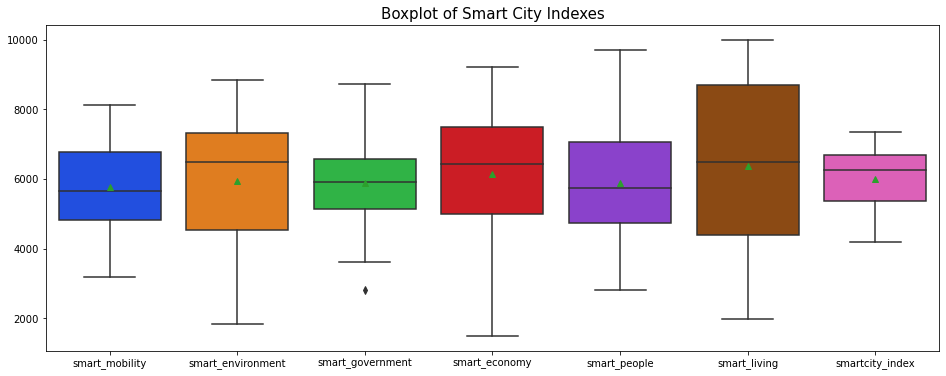 Boxplot of Smart City Indexes
10000
8000
6000
4000
2000
smart_mobility smart_environment smart_government smart_economy smart_people smart_living smartcity_index